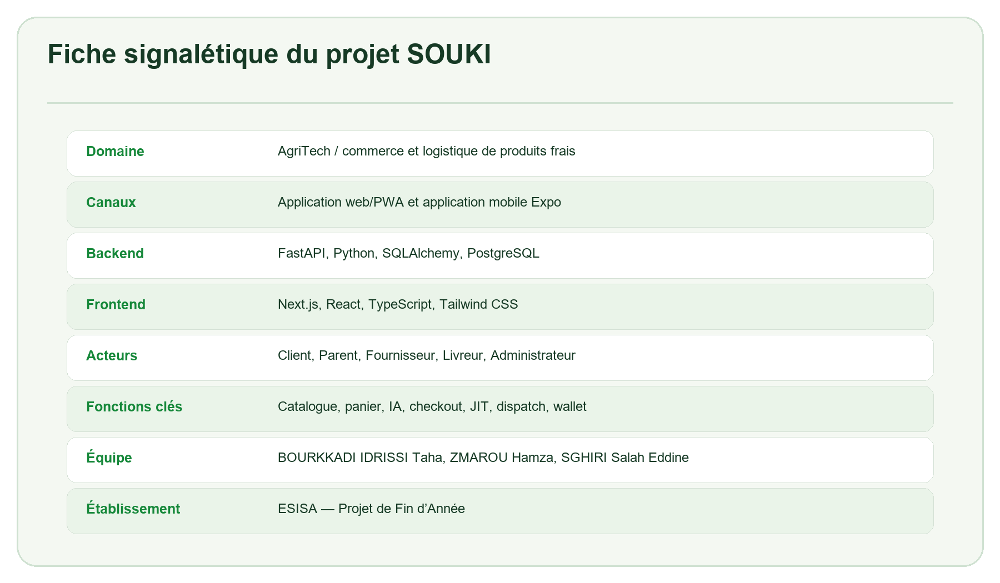 Fiche signalétique du projet SOUKI
Domaine AgriTech / commerce et logistique de produits frais
Canaux Application web/PWA et application mobile Expo
Backend FastAPI, Python, SQLAlchemy, PostgreSQL
Frontend Next.js, React, TypeScript, Tailwind CSS
Acteurs Client, Parent, Fournisseur, Livreur, Administrateur
Fonctions clés Catalogue, panier, IA, checkout, JIT, dispatch, wallet
Équipe BOURKKADI IDRISSI Taha, ZMAROU Hamza, SGHIRI Salah Eddine
Établissement ESISA — Projet de Fin d’Année